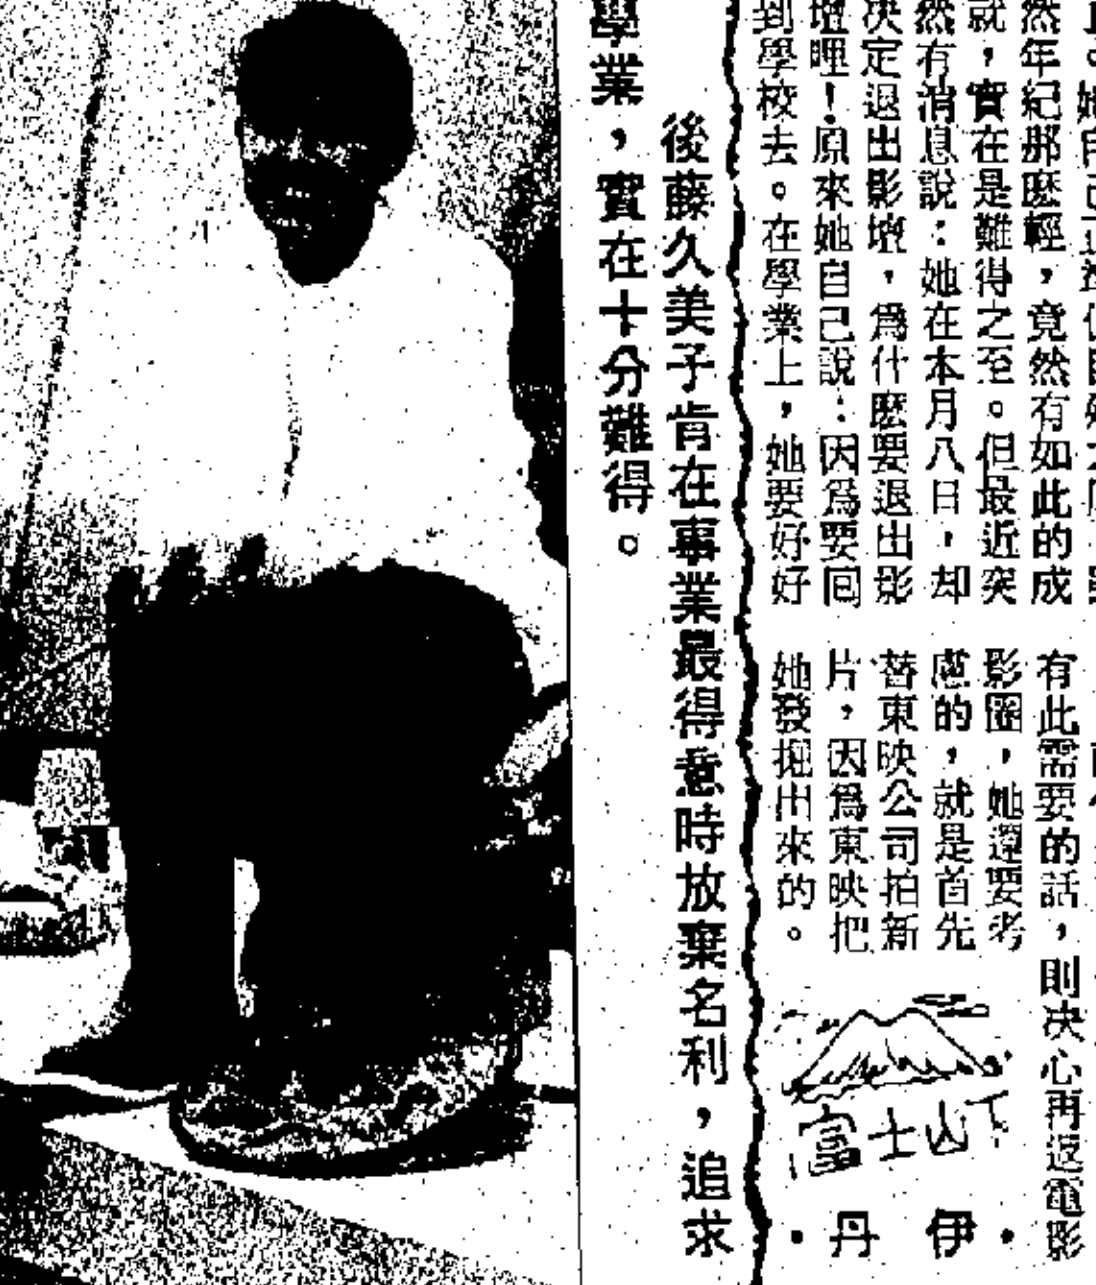 然年紀那麽輕，竟然有如此的成
就，實在是難得之至。但最近突
然有消息說：她在本月八日，却
决定退出影壇，爲什麽要退出影
壇哩！原來她自己說：因爲要囘
到學校去。在學業上，她要好好
有此需要的話，則决心再返電影
影圈，她還要考
慮的，就是首先
替東映公司拍新
片，因爲東映把
她發掘出來的。
富士山下
·伊丹·
後藤久美子肯在事業最得意時放棄名利，追求
學業，實在十分難得。